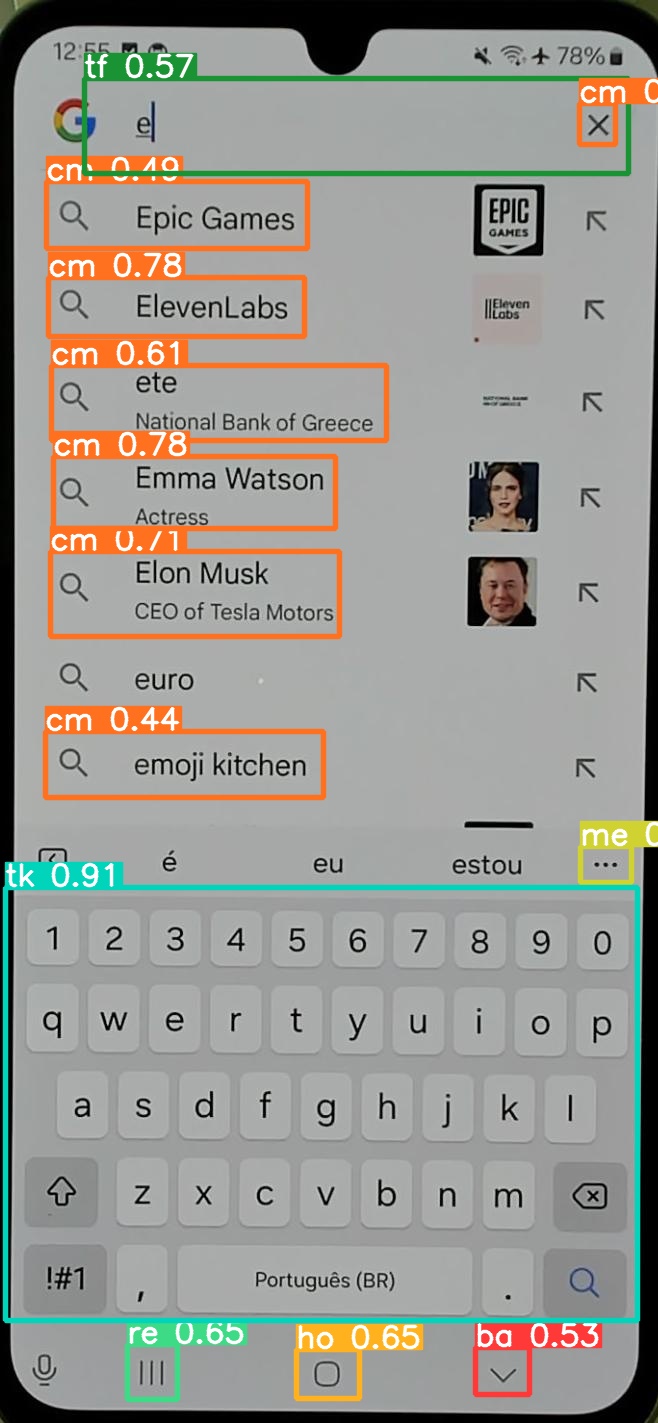 12:55 78%
tf 0.57
e
cm 0
cm 0.49
Epic Games
EPIC
GAMES
cm 0.78
ElevenLabs
||Eleven
Labs
cm 0.61
ete
National Bank of Greece
NATIONAL BANK
OF GREECE
cm 0.78
Emma Watson
Actress
cm 0.71
Elon Musk
CEO of Tesla Motors
euro
cm 0.44
emoji kitchen
me 0
é eu estou ...
tk 0.91
1 2 3 4 5 6 7 8 9 0
q w e r t y u i o p
a s d f g h j k l
z x c v b n m
!#1 , Português (BR) .
re 0.65 ho 0.65 ba 0.53